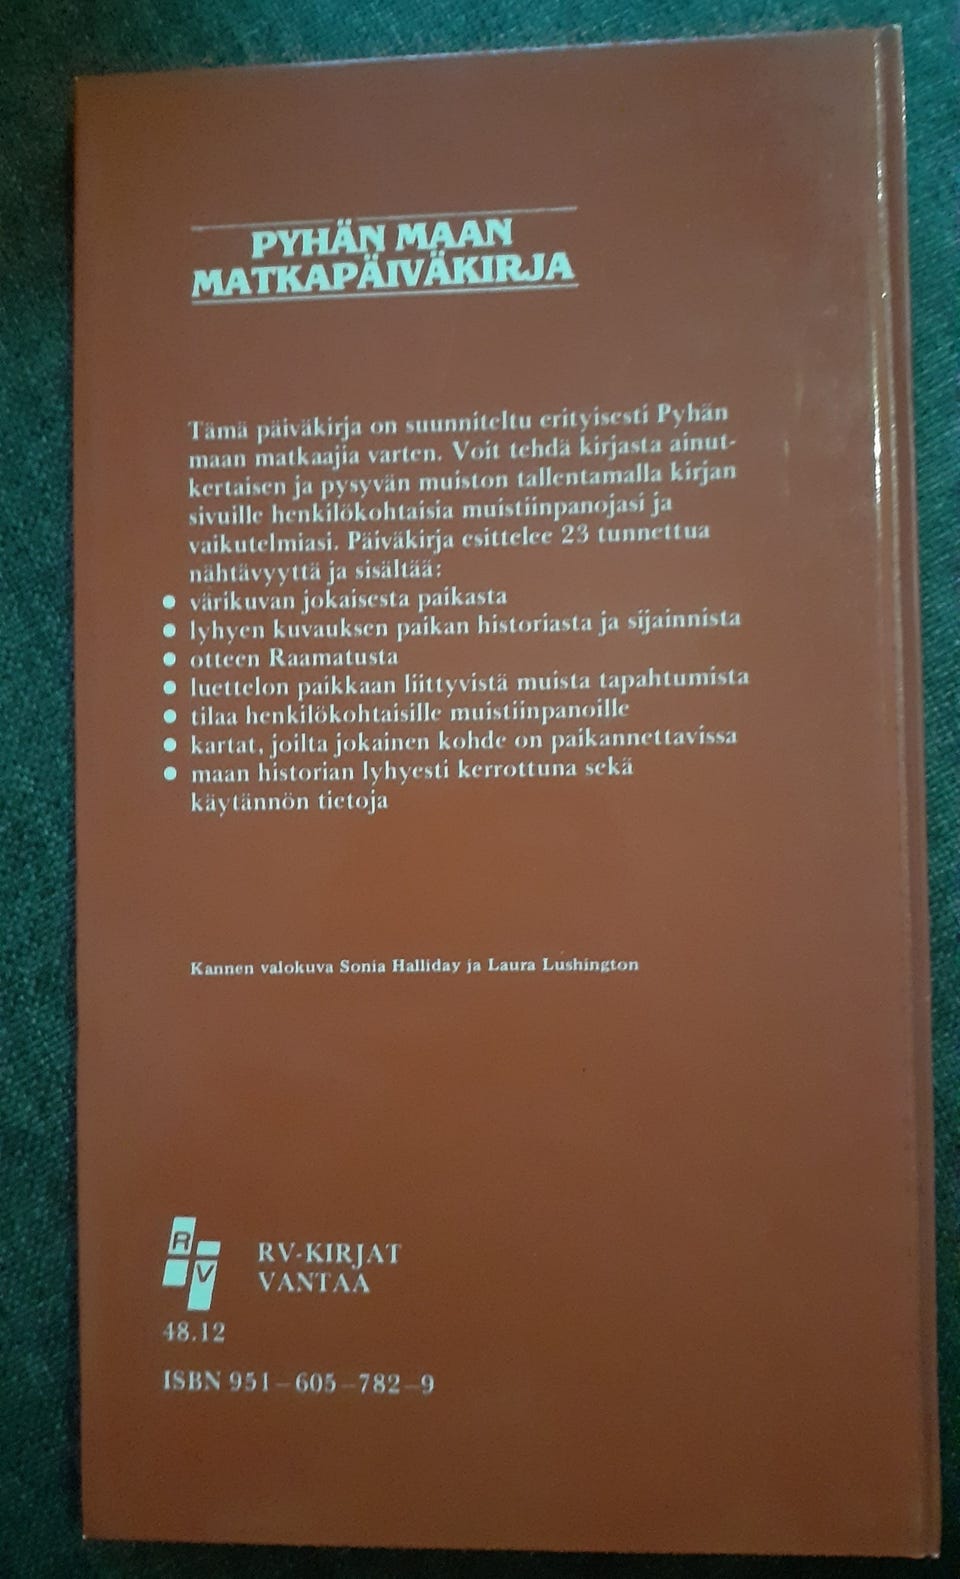 PYHÄN MAAN
MATKAPÄIVÄKIRJA
Tämä päiväkirja on suunniteltu erityisesti Pyhän
maan matkaajia varten. Voit tehdä kirjasta ainut-
kertaisen ja pysyvän muiston tallentamalla kirjan
sivuille henkilökohtaisia muistiinpanojasi ja
vaikutelmiasi. Päiväkirja esittelee 23 tunnettua
nähtävyyttä ja sisältää:
● värikuvan jokaisesta paikasta
● lyhyen kuvauksen paikan historiasta ja sijainnista
● otteen Raamatusta
● luettelon paikkaan liittyvistä muista tapahtumista
● tilaa henkilökohtaisille muistiinpanoille
● kartat, joilta jokainen kohde on paikannettavissa
● maan historian lyhyesti kerrottuna sekä
käytännön tietoja
Kannen valokuva Sonia Halliday ja Laura Lushington
R
V
RV-KIRJAT
VANTAA
48.12
ISBN 951-605-782-9